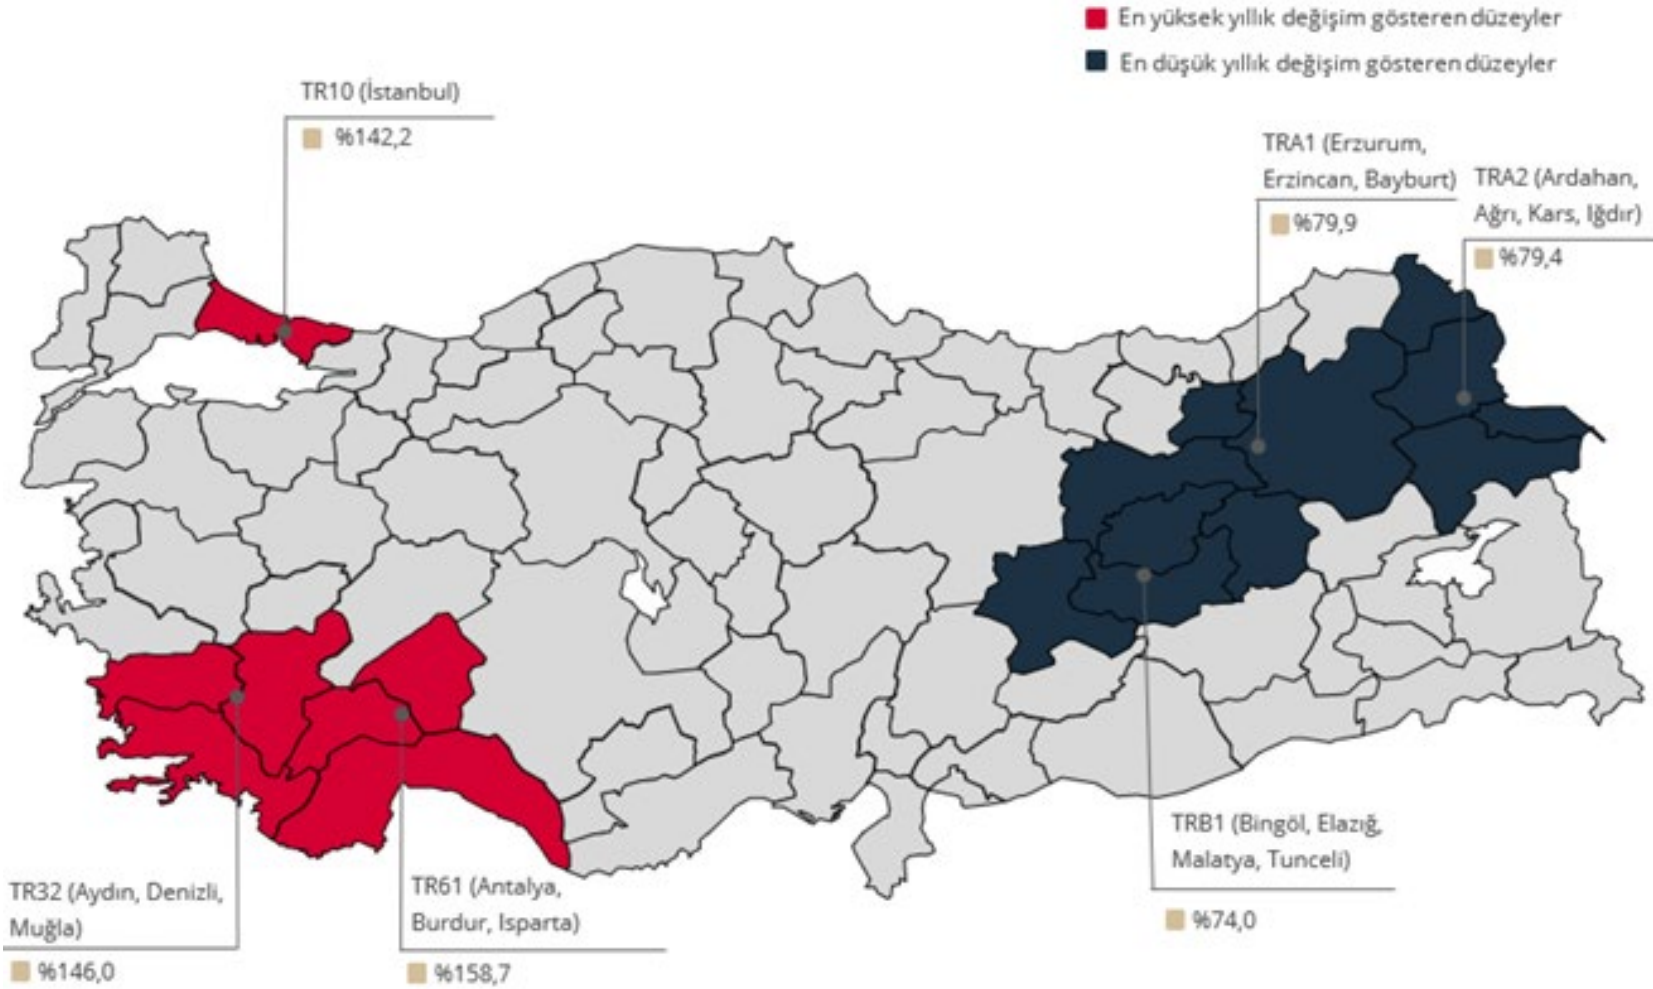 En yüksek yıllık değişim gösteren düzeyler
En düşük yıllık değişim gösteren düzeyler
TR10 (İstanbul)
%142,2
TRA1 (Erzurum,
Erzincan, Bayburt)
%79,9
TRA2 (Ardahan,
Ağrı, Kars, Iğdır)
%79,4
TRB1 (Bingöl, Elazığ,
Malatya, Tunceli)
%74,0
TR32 (Aydın, Denizli,
Muğla)
%146,0
TR61 (Antalya,
Burdur, Isparta)
%158,7